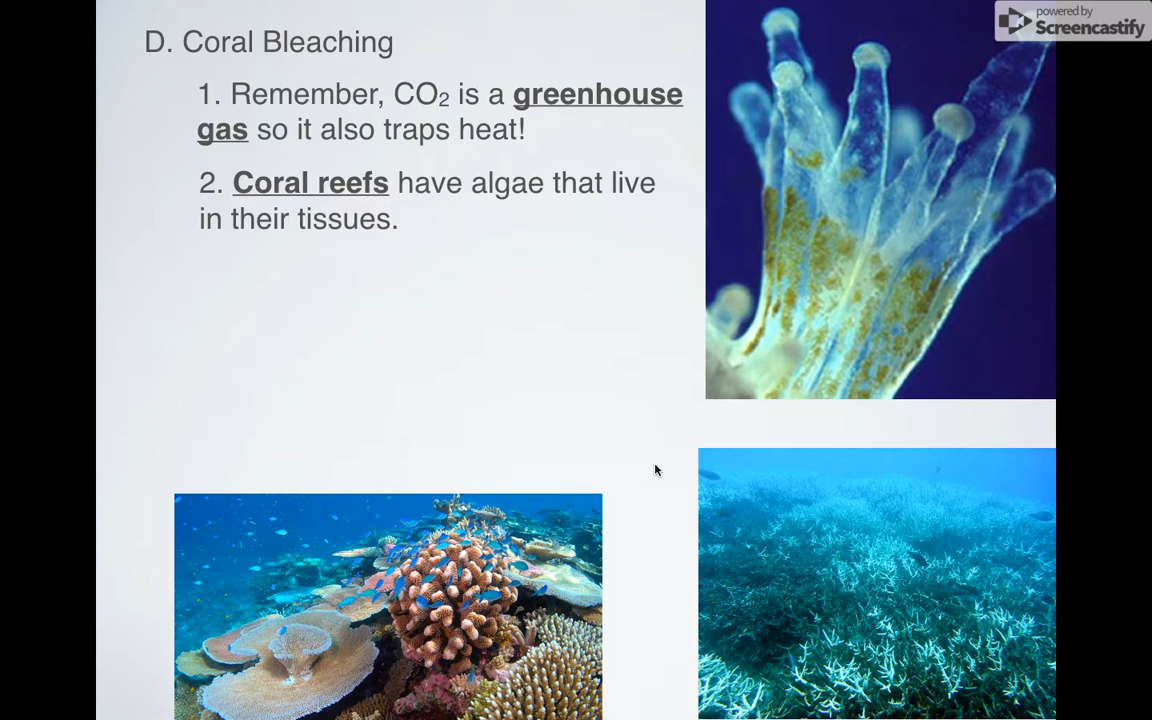 powered by
Screencastify
D. Coral Bleaching
1. Remember, CO₂ is a greenhouse
gas so it also traps heat!
2. Coral reefs have algae that live
in their tissues.